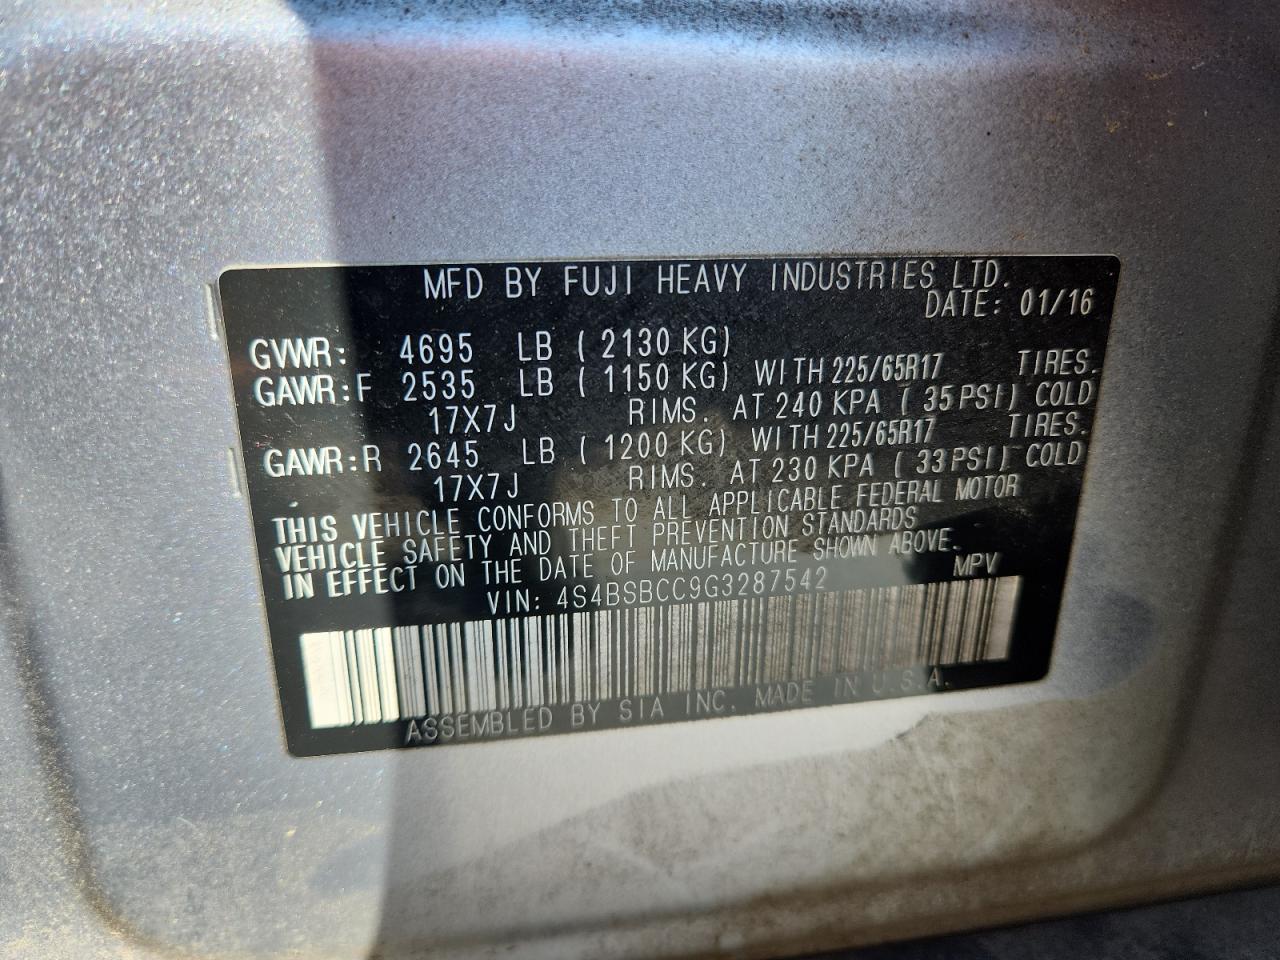 MFD BY FUJI HEAVY INDUSTRIES LTD.
DATE: 01/16
GVWR: 4695 LB ( 2130 KG)
GAWR:F 2535 LB ( 1150 KG) WITH 225/65R17 TIRES.
17X7J RIMS. AT 240 KPA ( 35 PSI) COLD
GAWR:R 2645 LB ( 1200 KG) WITH 225/65R17 TIRES.
17X7J RIMS. AT 230 KPA ( 33 PSI) COLD
THIS VEHICLE CONFORMS TO ALL APPLICABLE FEDERAL MOTOR
VEHICLE SAFETY AND THEFT PREVENTION STANDARDS
IN EFFECT ON THE DATE OF MANUFACTURE SHOWN ABOVE.
VIN: 4S4BSBCC9G3287542 MPV
ASSEMBLED BY SIA INC. MADE IN U.S.A.